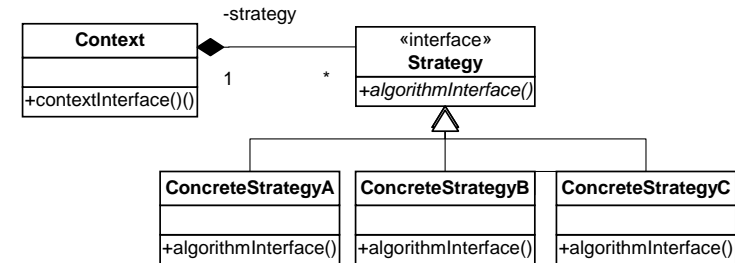 -strategy
Context
«interface»
Strategy
1
*
+contextInterface()()
+algorithmInterface()
ConcreteStrategyA
ConcreteStrategyB
ConcreteStrategyC
+algorithmInterface()
+algorithmInterface()
+algorithmInterface()